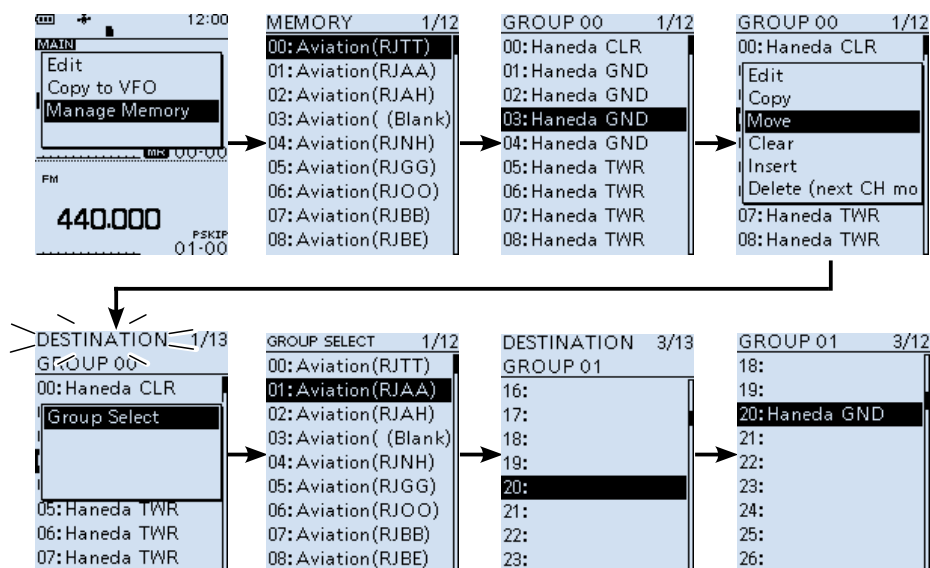 12:00
MAIN
Edit
Copy to VFO
Manage Memory
MR 00-00
FM
440.000
PSKIP
01-00
MEMORY 1/12
00:Aviation(RJTT)
01:Aviation(RJAA)
02:Aviation(RJAH)
03:Aviation( (Blank)
04:Aviation(RJNH)
05:Aviation(RJGG)
06:Aviation(RJOO)
07:Aviation(RJBB)
08:Aviation(RJBE)
GROUP 00 1/12
00:Haneda CLR
01:Haneda GND
02:Haneda GND
03:Haneda GND
04:Haneda GND
05:Haneda TWR
06:Haneda TWR
07:Haneda TWR
08:Haneda TWR
GROUP 00 1/12
00:Haneda CLR
Edit
Copy
Move
Clear
Insert
Delete (next CH mo
07:Haneda TWR
08:Haneda TWR
DESTINATION 1/13
GROUP 00
00:Haneda CLR
Group Select
05:Haneda TWR
06:Haneda TWR
07:Haneda TWR
GROUP SELECT 1/12
00:Aviation(RJTT)
01:Aviation(RJAA)
02:Aviation(RJAH)
03:Aviation( (Blank)
04:Aviation(RJNH)
05:Aviation(RJGG)
06:Aviation(RJOO)
07:Aviation(RJBB)
08:Aviation(RJBE)
DESTINATION 3/13
GROUP 01
16:
17:
18:
19:
20:
21:
22:
23:
GROUP 01 3/12
18:
19:
20:Haneda GND
21:
22:
23:
24:
25:
26: